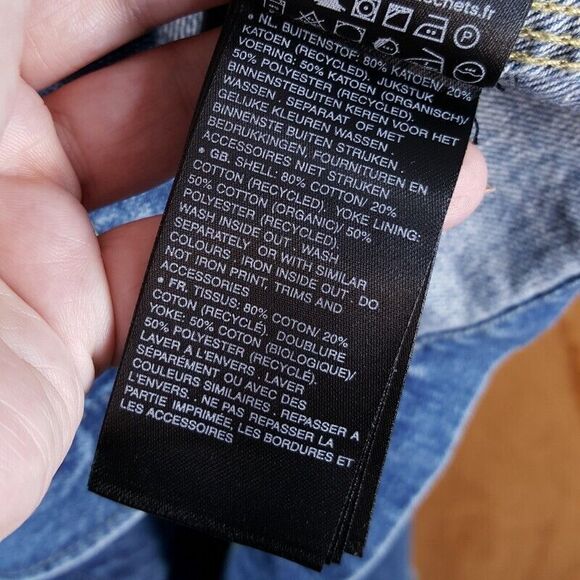 echets.fr
• NL. BUITENSTOF: 80% KATOEN/ 20%
KATOEN (RECYCLED). JUKSTUK
VOERING: 50% KATOEN (ORGANISCH)/
50% POLYESTER (RECYCLED).
BINNENSTEBUITEN KEREN VOOR HET
WASSEN . SEPARAAT OF MET
GELIJKE KLEUREN WASSEN .
BINNENSTE BUITEN STRIJKEN .
BEDRUKKINGEN, FOURNITUREN EN
ACCESSOIRES NIET STRIJKEN
• GB. SHELL: 80% COTTON/ 20%
COTTON (RECYCLED). YOKE LINING:
50% COTTON (ORGANIC)/ 50%
POLYESTER (RECYCLED).
WASH INSIDE OUT . WASH
SEPARATELY OR WITH SIMILAR
COLOURS . IRON INSIDE OUT . DO
NOT IRON PRINT, TRIMS AND
ACCESSORIES
• FR. TISSUS: 80% COTON/ 20%
COTON (RECYCLÉ). DOUBLURE
YOKE: 50% COTON (BIOLOGIQUE)/
50% POLYESTER (RECYCLÉ).
LAVER À L'ENVERS. LAVER
SÉPARÉMENT OU AVEC DES
COULEURS SIMILAIRES . REPASSER A
L'ENVERS . NE PAS REPASSER LA
PARTIE IMPRIMÉE, LES BORDURES ET
LES ACCESSOIRES